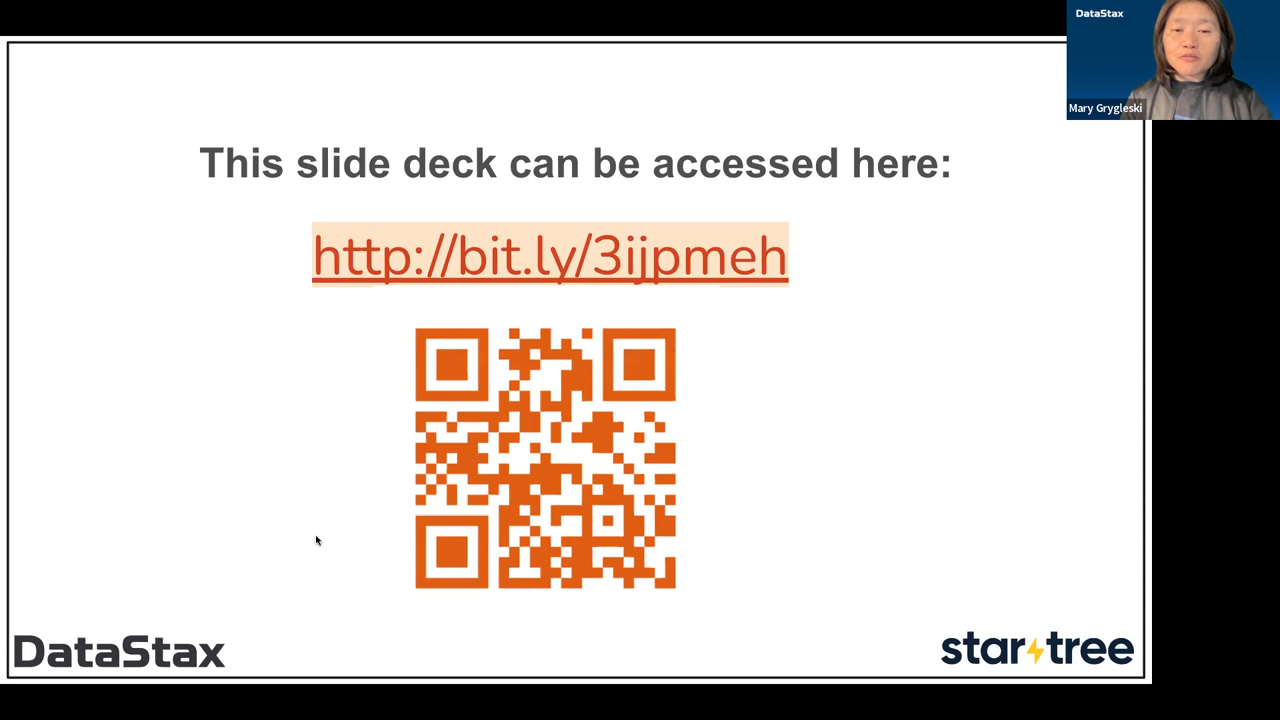 DataStax
Mary Grygleski
This slide deck can be accessed here:
http://bit.ly/3ijpmeh
DataStax
startree